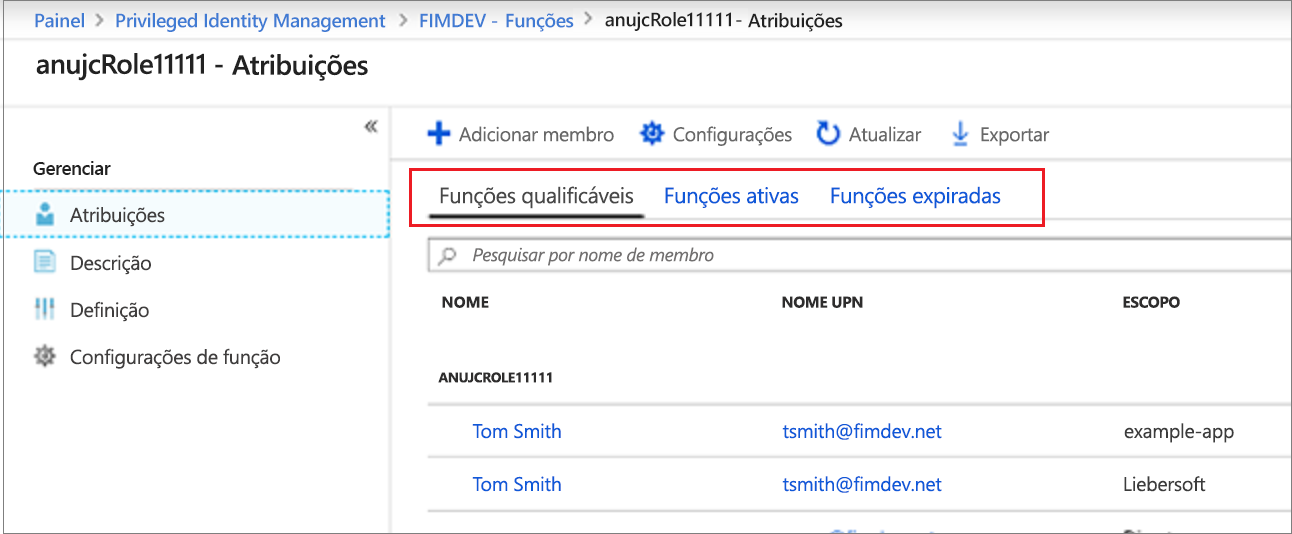 Painel > Privileged Identity Management > FIMDEV - Funções > anujcRole11111- Atribuições
anujcRole11111 - Atribuições
«
Gerenciar
Atribuições
Descrição
Definição
Configurações de função
Adicionar membro Configurações Atualizar Exportar
Funções qualificáveis Funções ativas Funções expiradas
Pesquisar por nome de membro
NOME NOME UPN ESCOPO
ANUJCROLE11111
Tom Smith tsmith@fimdev.net example-app
Tom Smith tsmith@fimdev.net Liebersoft